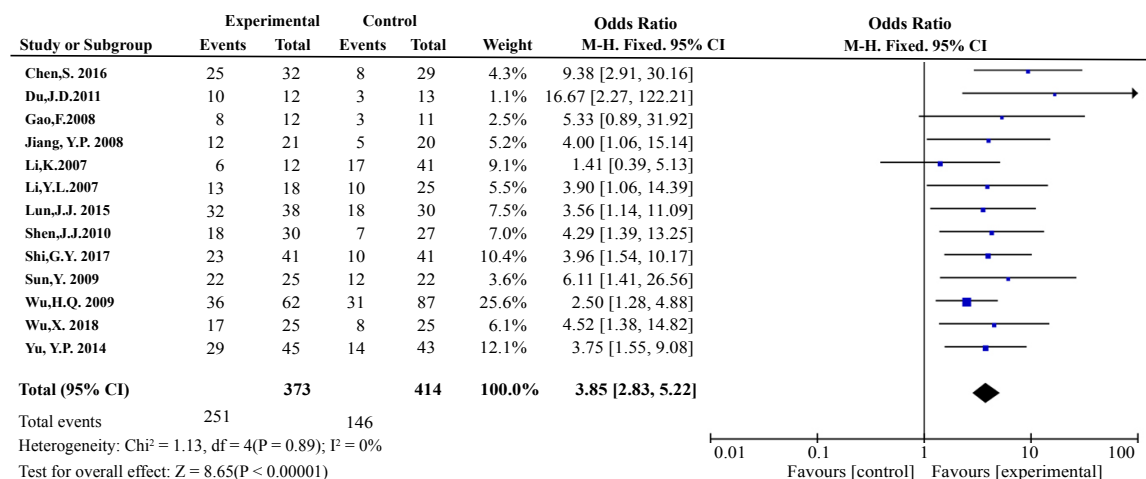 Experimental Control Odds Ratio Odds Ratio
Study or Subgroup Events Total Events Total Weight M-H. Fixed. 95% CI M-H. Fixed. 95% CI
Chen,S. 2016 25 32 8 29 4.3% 9.38 [2.91, 30.16]
Du,J.D.2011 10 12 3 13 1.1% 16.67 [2.27, 122.21]
Gao,F.2008 8 12 3 11 2.5% 5.33 [0.89, 31.92]
Jiang, Y.P. 2008 12 21 5 20 5.2% 4.00 [1.06, 15.14]
Li,K.2007 6 12 17 41 9.1% 1.41 [0.39, 5.13]
Li,Y.L.2007 13 18 10 25 5.5% 3.90 [1.06, 14.39]
Lun,J.J. 2015 32 38 18 30 7.5% 3.56 [1.14, 11.09]
Shen,J.J.2010 18 30 7 27 7.0% 4.29 [1.39, 13.25]
Shi,G.Y. 2017 23 41 10 41 10.4% 3.96 [1.54, 10.17]
Sun,Y. 2009 22 25 12 22 3.6% 6.11 [1.41, 26.56]
Wu,H.Q. 2009 36 62 31 87 25.6% 2.50 [1.28, 4.88]
Wu,X. 2018 17 25 8 25 6.1% 4.52 [1.38, 14.82]
Yu, Y.P. 2014 29 45 14 43 12.1% 3.75 [1.55, 9.08]
Total (95% CI) 373 414 100.0% 3.85 [2.83, 5.22]
Total events 251 146
Heterogeneity: Chi² = 1.13, df = 4(P = 0.89); I² = 0%
0.01 0.1 1 10 100
Test for overall effect: Z = 8.65(P < 0.00001) Favours [control] Favours [experimental]